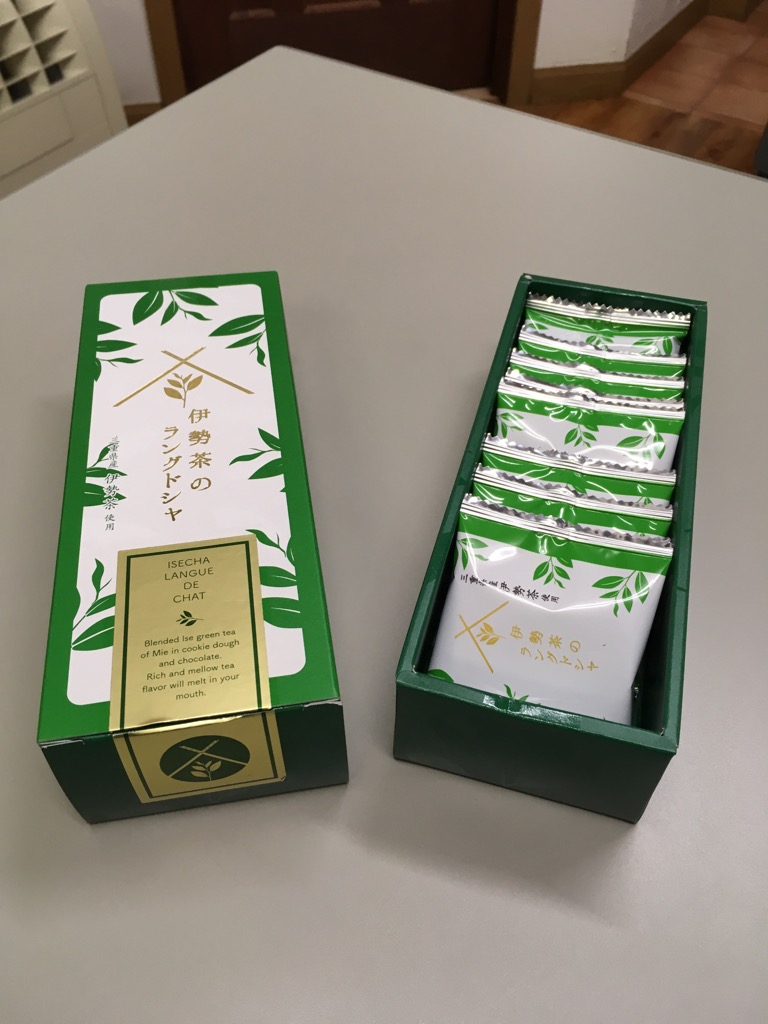 伊勢茶の
ラングドシャ
三重県産 伊勢茶 使用
ISECHA
LANGUE
DE
CHAT
Blended Ise green tea
of Mie in cookie dough
and chocolate.
Rich and mellow tea
flavor will melt in your
mouth.
三重県産 伊勢茶 使用
伊勢茶の
ラングドシャ